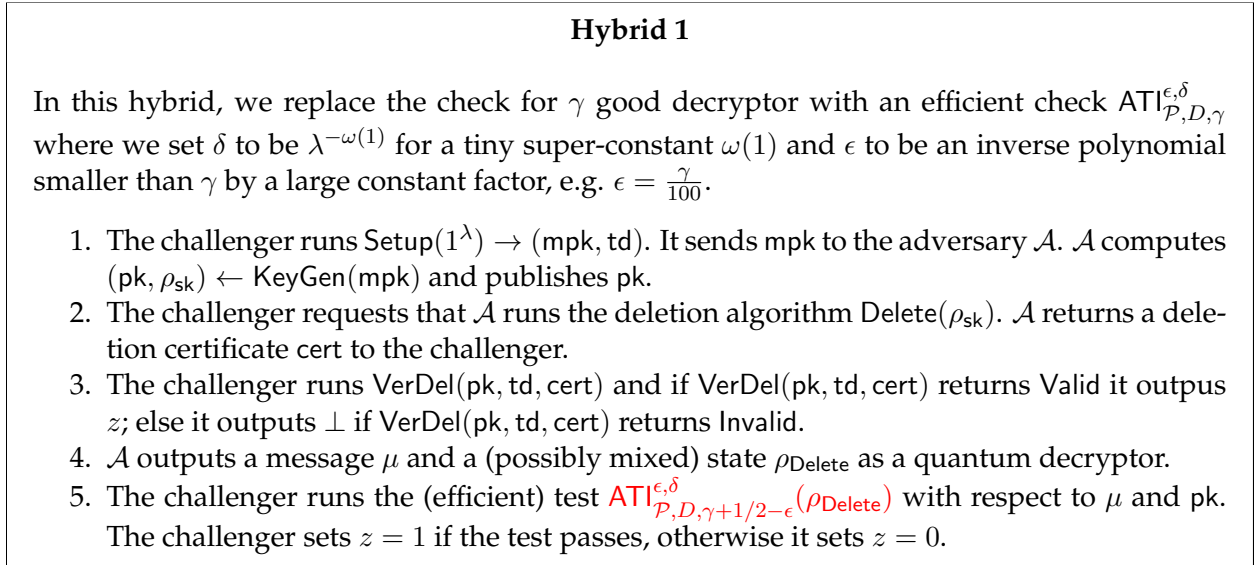 Hybrid 1
In this hybrid, we replace the check for γ good decryptor with an efficient check ATI^{ϵ,δ}_{𝒫,D,γ}
where we set δ to be λ^{−ω(1)} for a tiny super-constant ω(1) and ϵ to be an inverse polynomial
smaller than γ by a large constant factor, e.g. ϵ = γ/100.
1. The challenger runs Setup(1^λ) → (mpk, td). It sends mpk to the adversary 𝒜. 𝒜 computes
(pk, ρ_sk) ← KeyGen(mpk) and publishes pk.
2. The challenger requests that 𝒜 runs the deletion algorithm Delete(ρ_sk). 𝒜 returns a dele-
tion certificate cert to the challenger.
3. The challenger runs VerDel(pk, td, cert) and if VerDel(pk, td, cert) returns Valid it outpus
z; else it outputs ⊥ if VerDel(pk, td, cert) returns Invalid.
4. 𝒜 outputs a message μ and a (possibly mixed) state ρ_Delete as a quantum decryptor.
5. The challenger runs the (efficient) test ATI^{ϵ,δ}_{𝒫,D,γ+1/2−ϵ}(ρ_Delete) with respect to μ and pk.
The challenger sets z = 1 if the test passes, otherwise it sets z = 0.